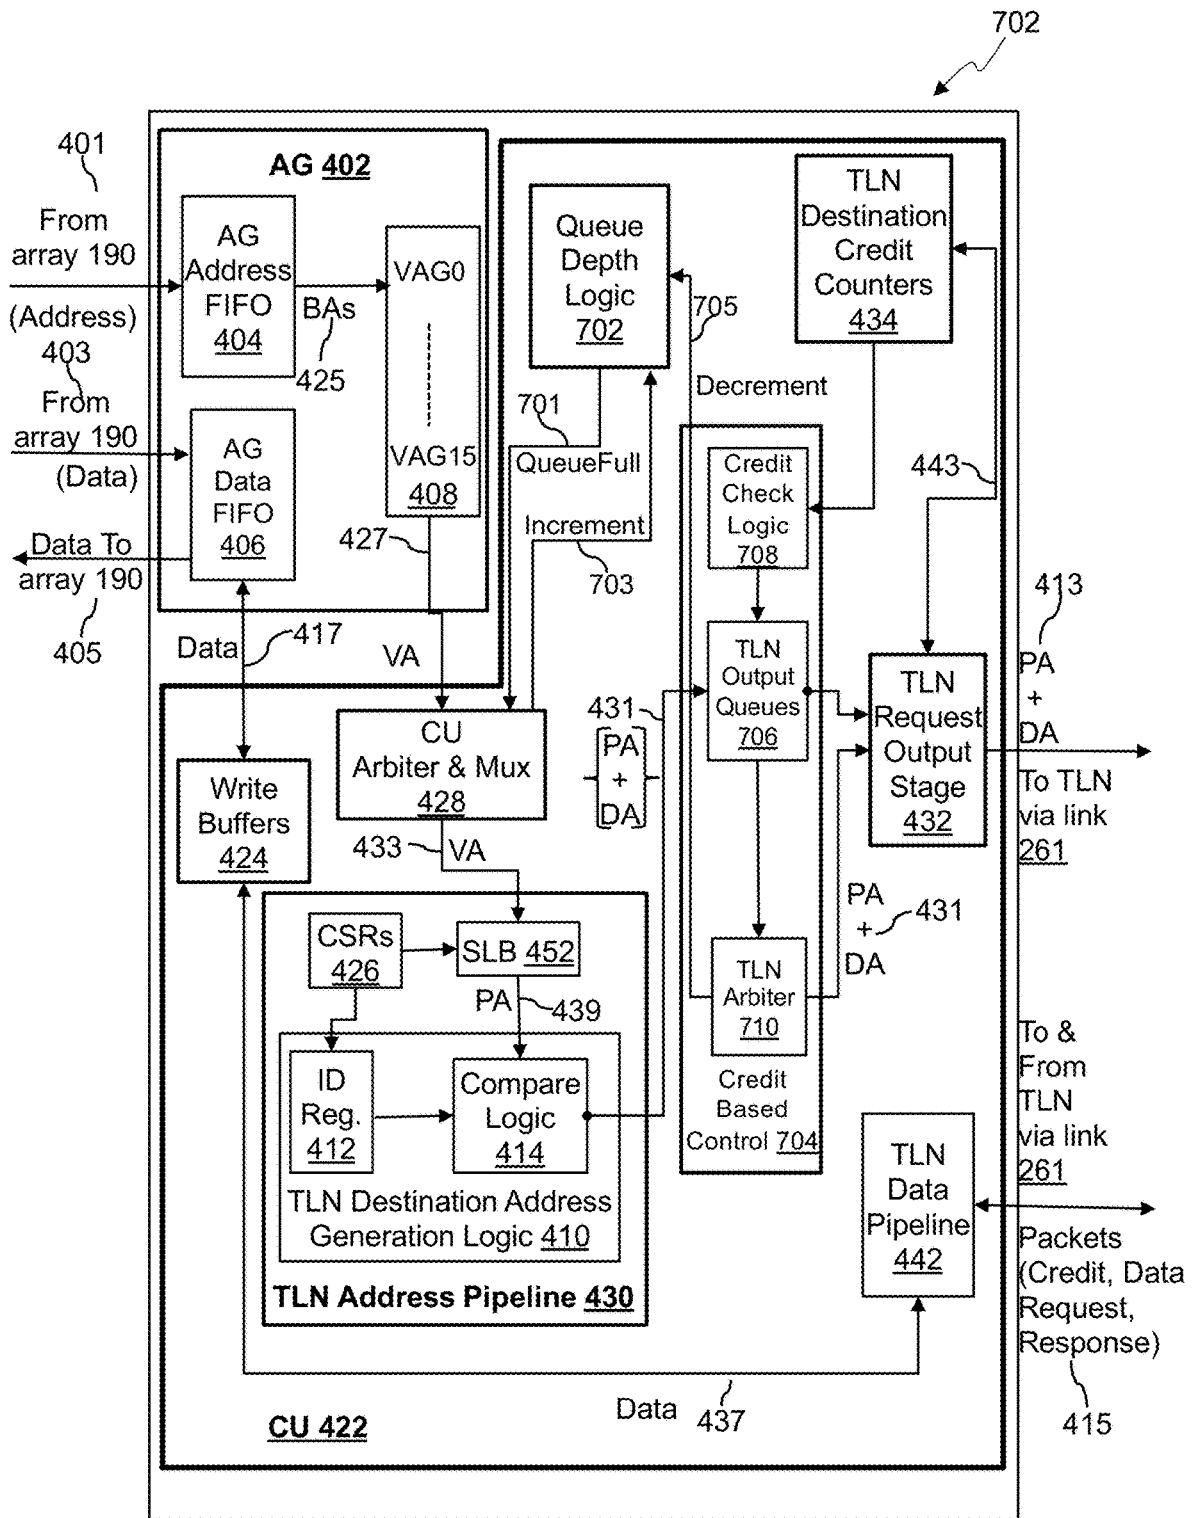 702
401
From
array 190
(Address)
403
From
array 190
(Data)
Data To
array 190
405
AG 402
AG
Address
FIFO
404
BAs
425
VAG0
VAG15
408
AG
Data
FIFO
406
427
Data
417
VA
Queue
Depth
Logic
702
701
QueueFull
Increment
703
705
Decrement
TLN
Destination
Credit
Counters
434
443
Credit
Check
Logic
708
TLN
Output
Queues
706
TLN
Arbiter
710
Credit
Based
Control 704
431
PA
+
DA
TLN
Request
Output
Stage
432
413
PA
+
DA
To TLN
via link
261
PA
+
DA
431
CU
Arbiter & Mux
428
433
VA
Write
Buffers
424
CSRs
426
SLB 452
PA
439
ID
Reg.
412
Compare
Logic
414
TLN Destination Address
Generation Logic 410
TLN Address Pipeline 430
TLN
Data
Pipeline
442
To &
From
TLN
via link
261
Packets
(Credit, Data
Request,
Response)
415
Data
437
CU 422